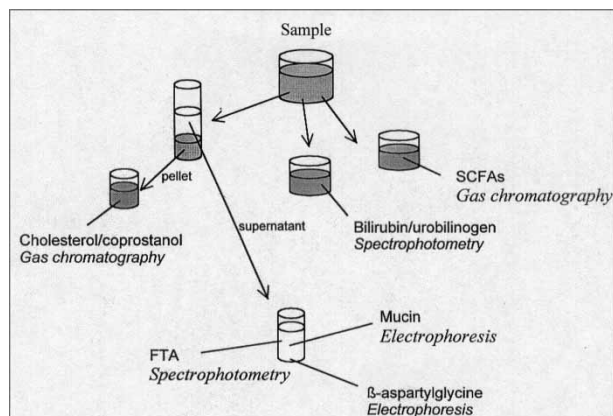 Sample
pellet
SCFAs
Gas chromatography
supernatant
Bilirubin/urobilinogen
Spectrophotometry
Cholesterol/coprostanol
Gas chromatography
Mucin
Electrophoresis
FTA
Spectrophotometry
ß-aspartylglycine
Electrophoresis